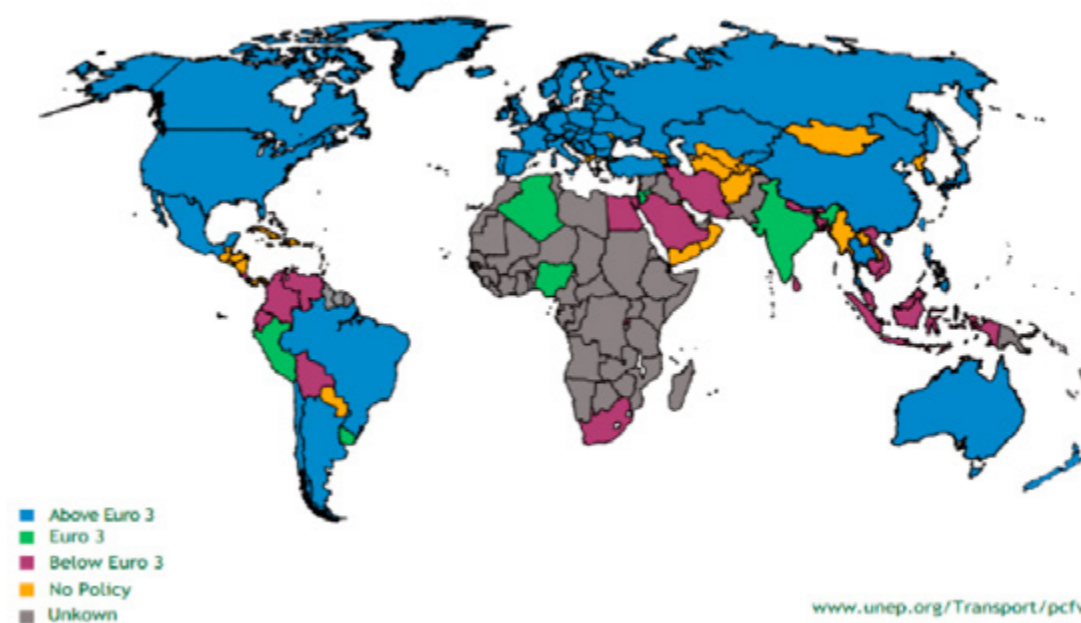 Above Euro 3
Euro 3
Below Euro 3
No Policy
Unkown
www.unep.org/Transport/pcfv